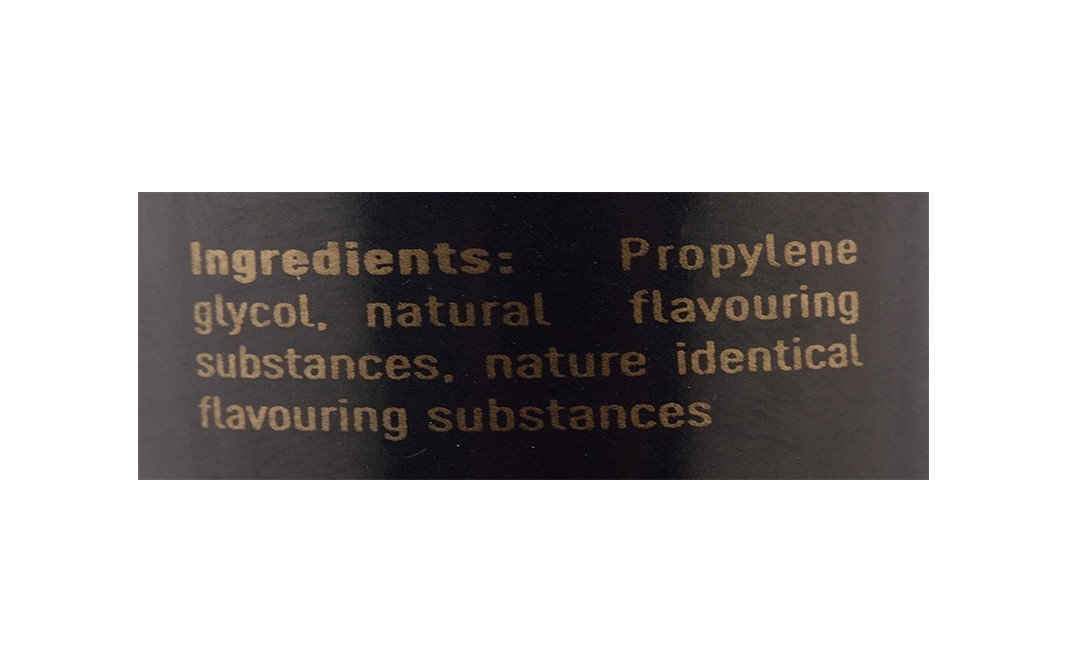 Ingredients: Propylene
glycol, natural flavouring
substances, nature identical
flavouring substances